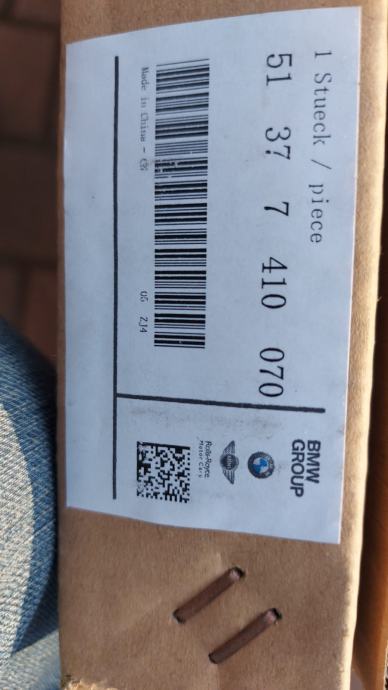 1 Stueck / piece
51 37 7 410 070
Made in China - CN
05 ZJ4
BMW
GROUP
Rolls-Royce
Motor Cars